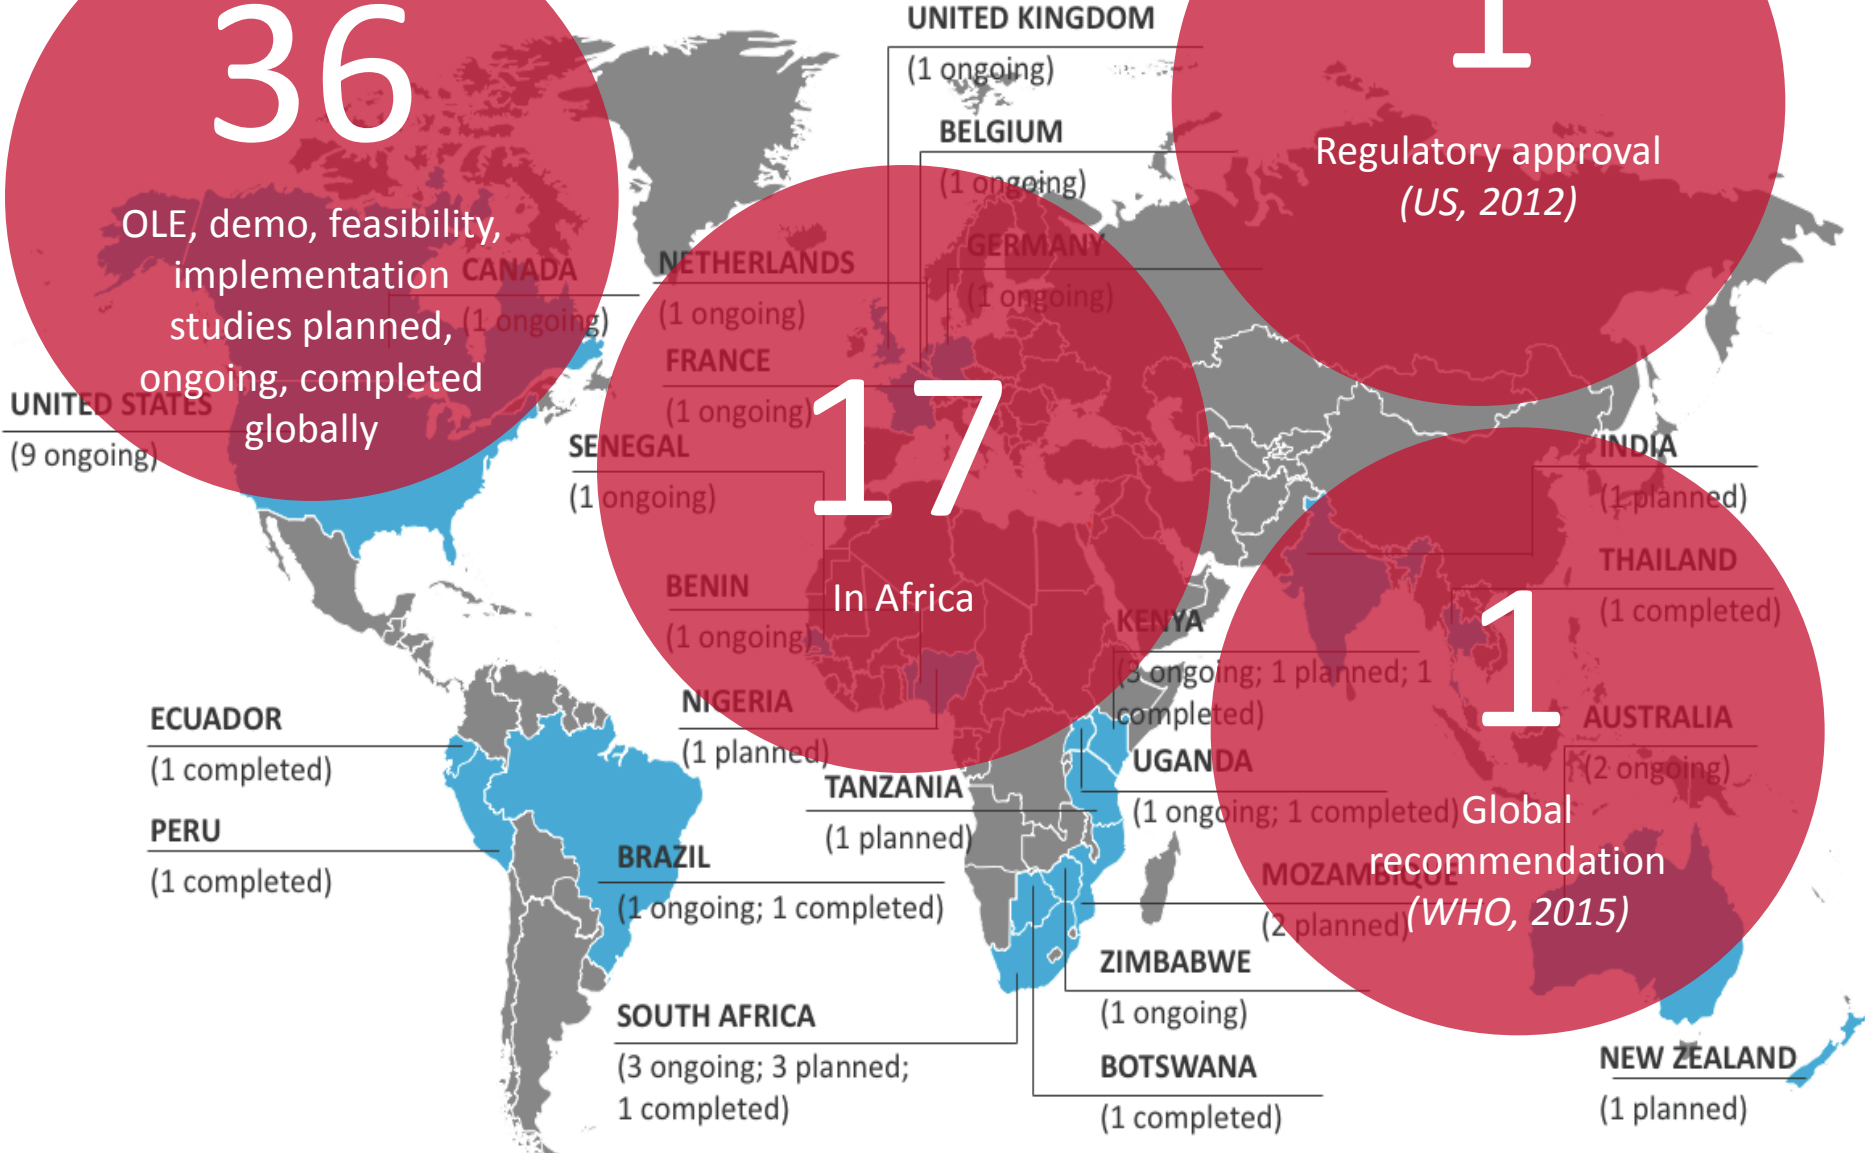 36
OLE, demo, feasibility,
implementation
studies planned,
ongoing, completed
globally
1
Regulatory approval
(US, 2012)
17
In Africa
1
Global
recommendation
(WHO, 2015)
UNITED KINGDOM
(1 ongoing)
BELGIUM
(1 ongoing)
GERMANY
(1 ongoing)
CANADA
(1 ongoing)
NETHERLANDS
(1 ongoing)
FRANCE
(1 ongoing)
UNITED STATES
(9 ongoing)
SENEGAL
(1 ongoing)
INDIA
(1 planned)
THAILAND
(1 completed)
BENIN
(1 ongoing)
KENYA
(3 ongoing; 1 planned; 1
completed)
NIGERIA
(1 planned)
ECUADOR
(1 completed)
AUSTRALIA
(2 ongoing)
UGANDA
(1 ongoing; 1 completed)
TANZANIA
(1 planned)
PERU
(1 completed)
BRAZIL
(1 ongoing; 1 completed)
MOZAMBIQUE
(2 planned)
ZIMBABWE
(1 ongoing)
SOUTH AFRICA
(3 ongoing; 3 planned;
1 completed)
BOTSWANA
(1 completed)
NEW ZEALAND
(1 planned)